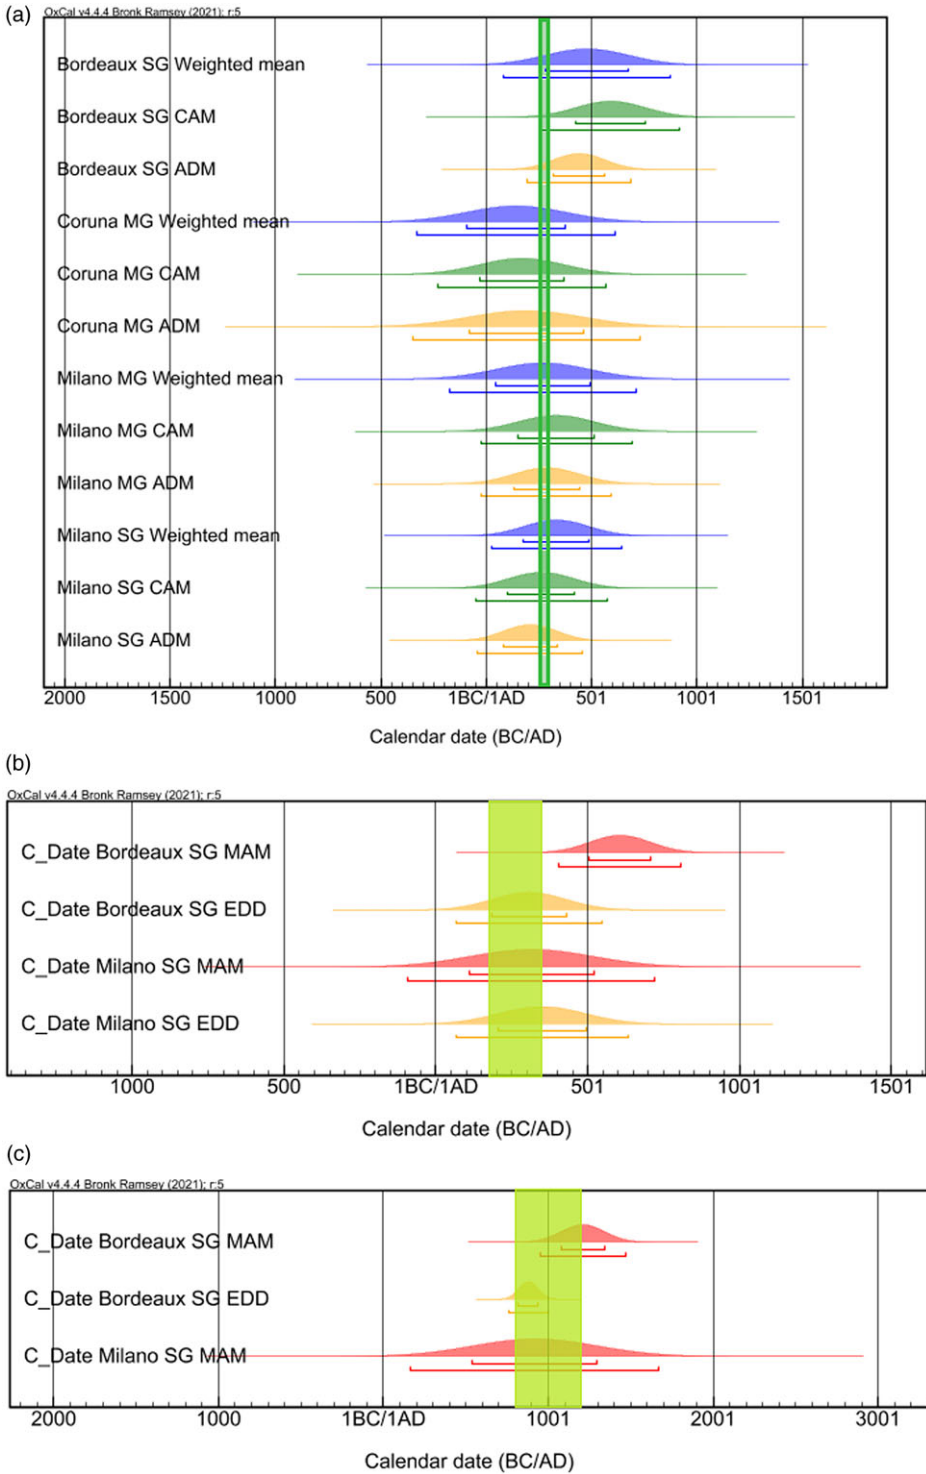 (a)
OxCal v4.4.4 Bronk Ramsey (2021); r:5
Bordeaux SG Weighted mean
Bordeaux SG CAM
Bordeaux SG ADM
Coruna MG Weighted mean
Coruna MG CAM
Coruna MG ADM
Milano MG Weighted mean
Milano MG CAM
Milano MG ADM
Milano SG Weighted mean
Milano SG CAM
Milano SG ADM
2000 1500 1000 500 1BC/1AD 501 1001 1501
Calendar date (BC/AD)
(b)
OxCal v4.4.4 Bronk Ramsey (2021); r:5
C_Date Bordeaux SG MAM
C_Date Bordeaux SG EDD
C_Date Milano SG MAM
C_Date Milano SG EDD
1000 500 1BC/1AD 501 1001 1501
Calendar date (BC/AD)
(c)
OxCal v4.4.4 Bronk Ramsey (2021); r:5
C_Date Bordeaux SG MAM
C_Date Bordeaux SG EDD
C_Date Milano SG MAM
2000 1000 1BC/1AD 1001 2001 3001
Calendar date (BC/AD)